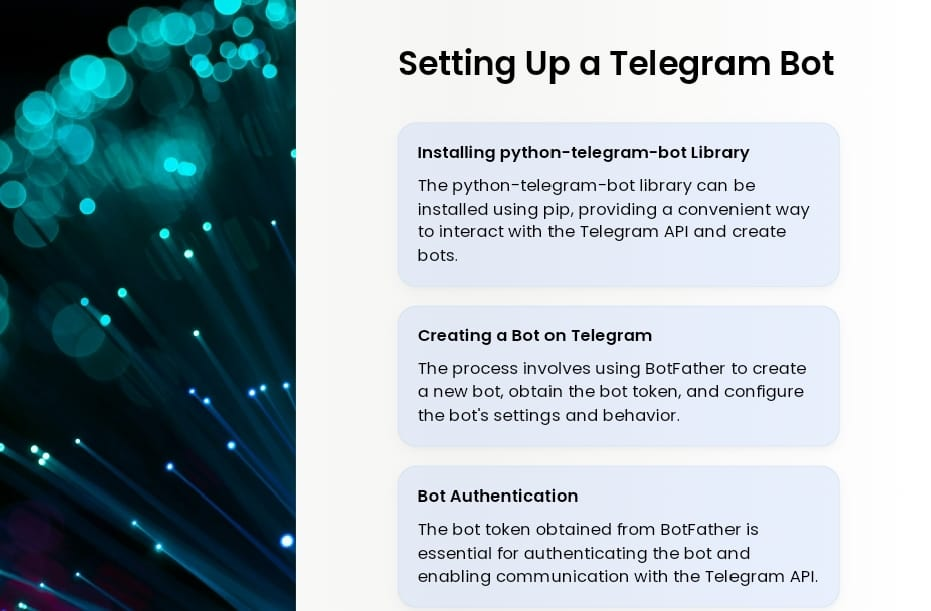 Setting Up a Telegram Bot
Installing python-telegram-bot Library
The python-telegram-bot library can be
installed using pip, providing a convenient way
to interact with the Telegram API and create
bots.
Creating a Bot on Telegram
The process involves using BotFather to create
a new bot, obtain the bot token, and configure
the bot's settings and behavior.
Bot Authentication
The bot token obtained from BotFather is
essential for authenticating the bot and
enabling communication with the Telegram API.